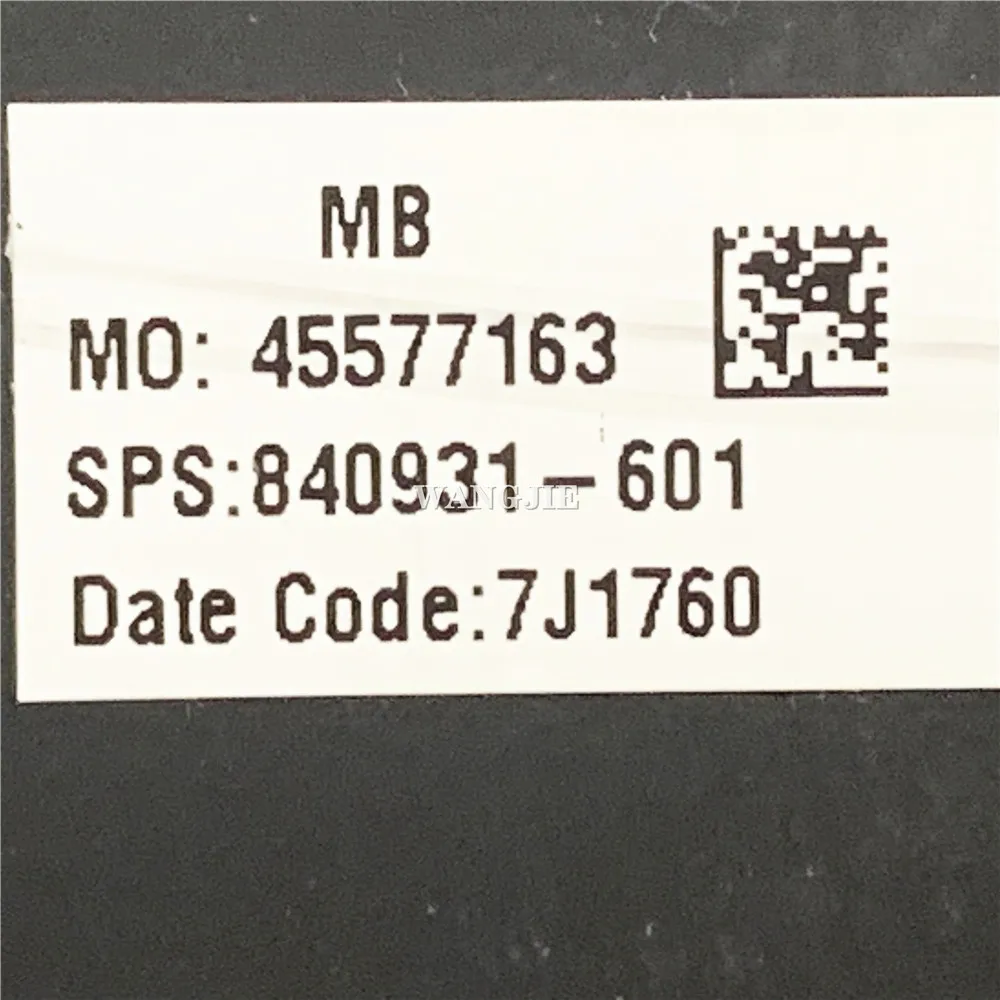 MB
MO: 45577163
SPS:840931-601
WANGJIE
Date Code:7J1760